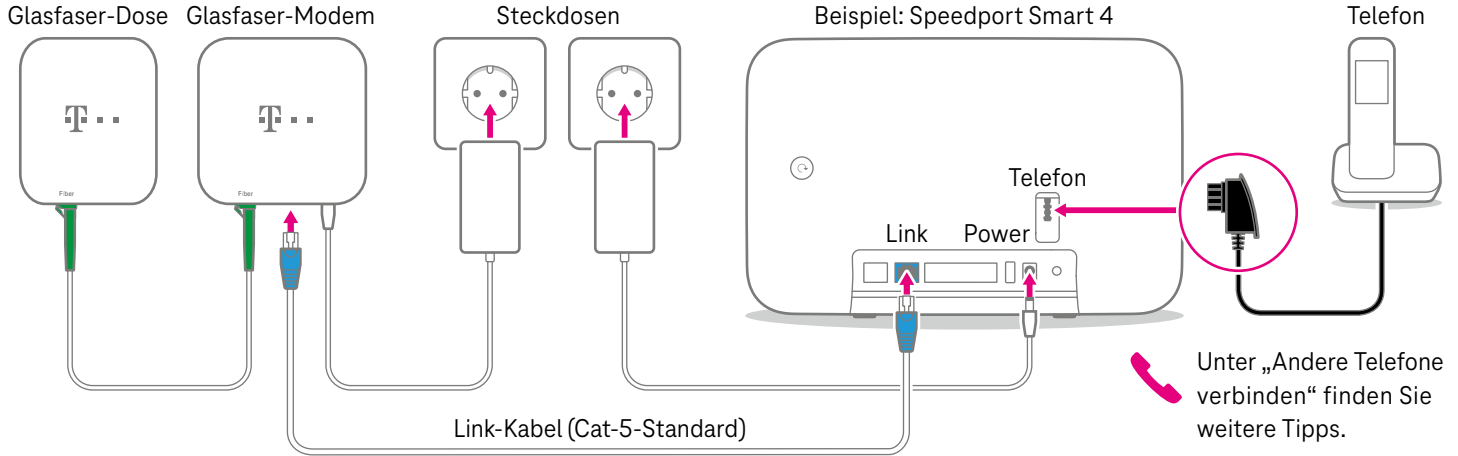 Glasfaser-Dose
Glasfaser-Modem
Steckdosen
Beispiel: Speedport Smart 4
Telefon
T
T
Fiber
Fiber
Telefon
Link
Power
Link-Kabel (Cat-5-Standard)
Unter „Andere Telefone
verbinden“ finden Sie
weitere Tipps.